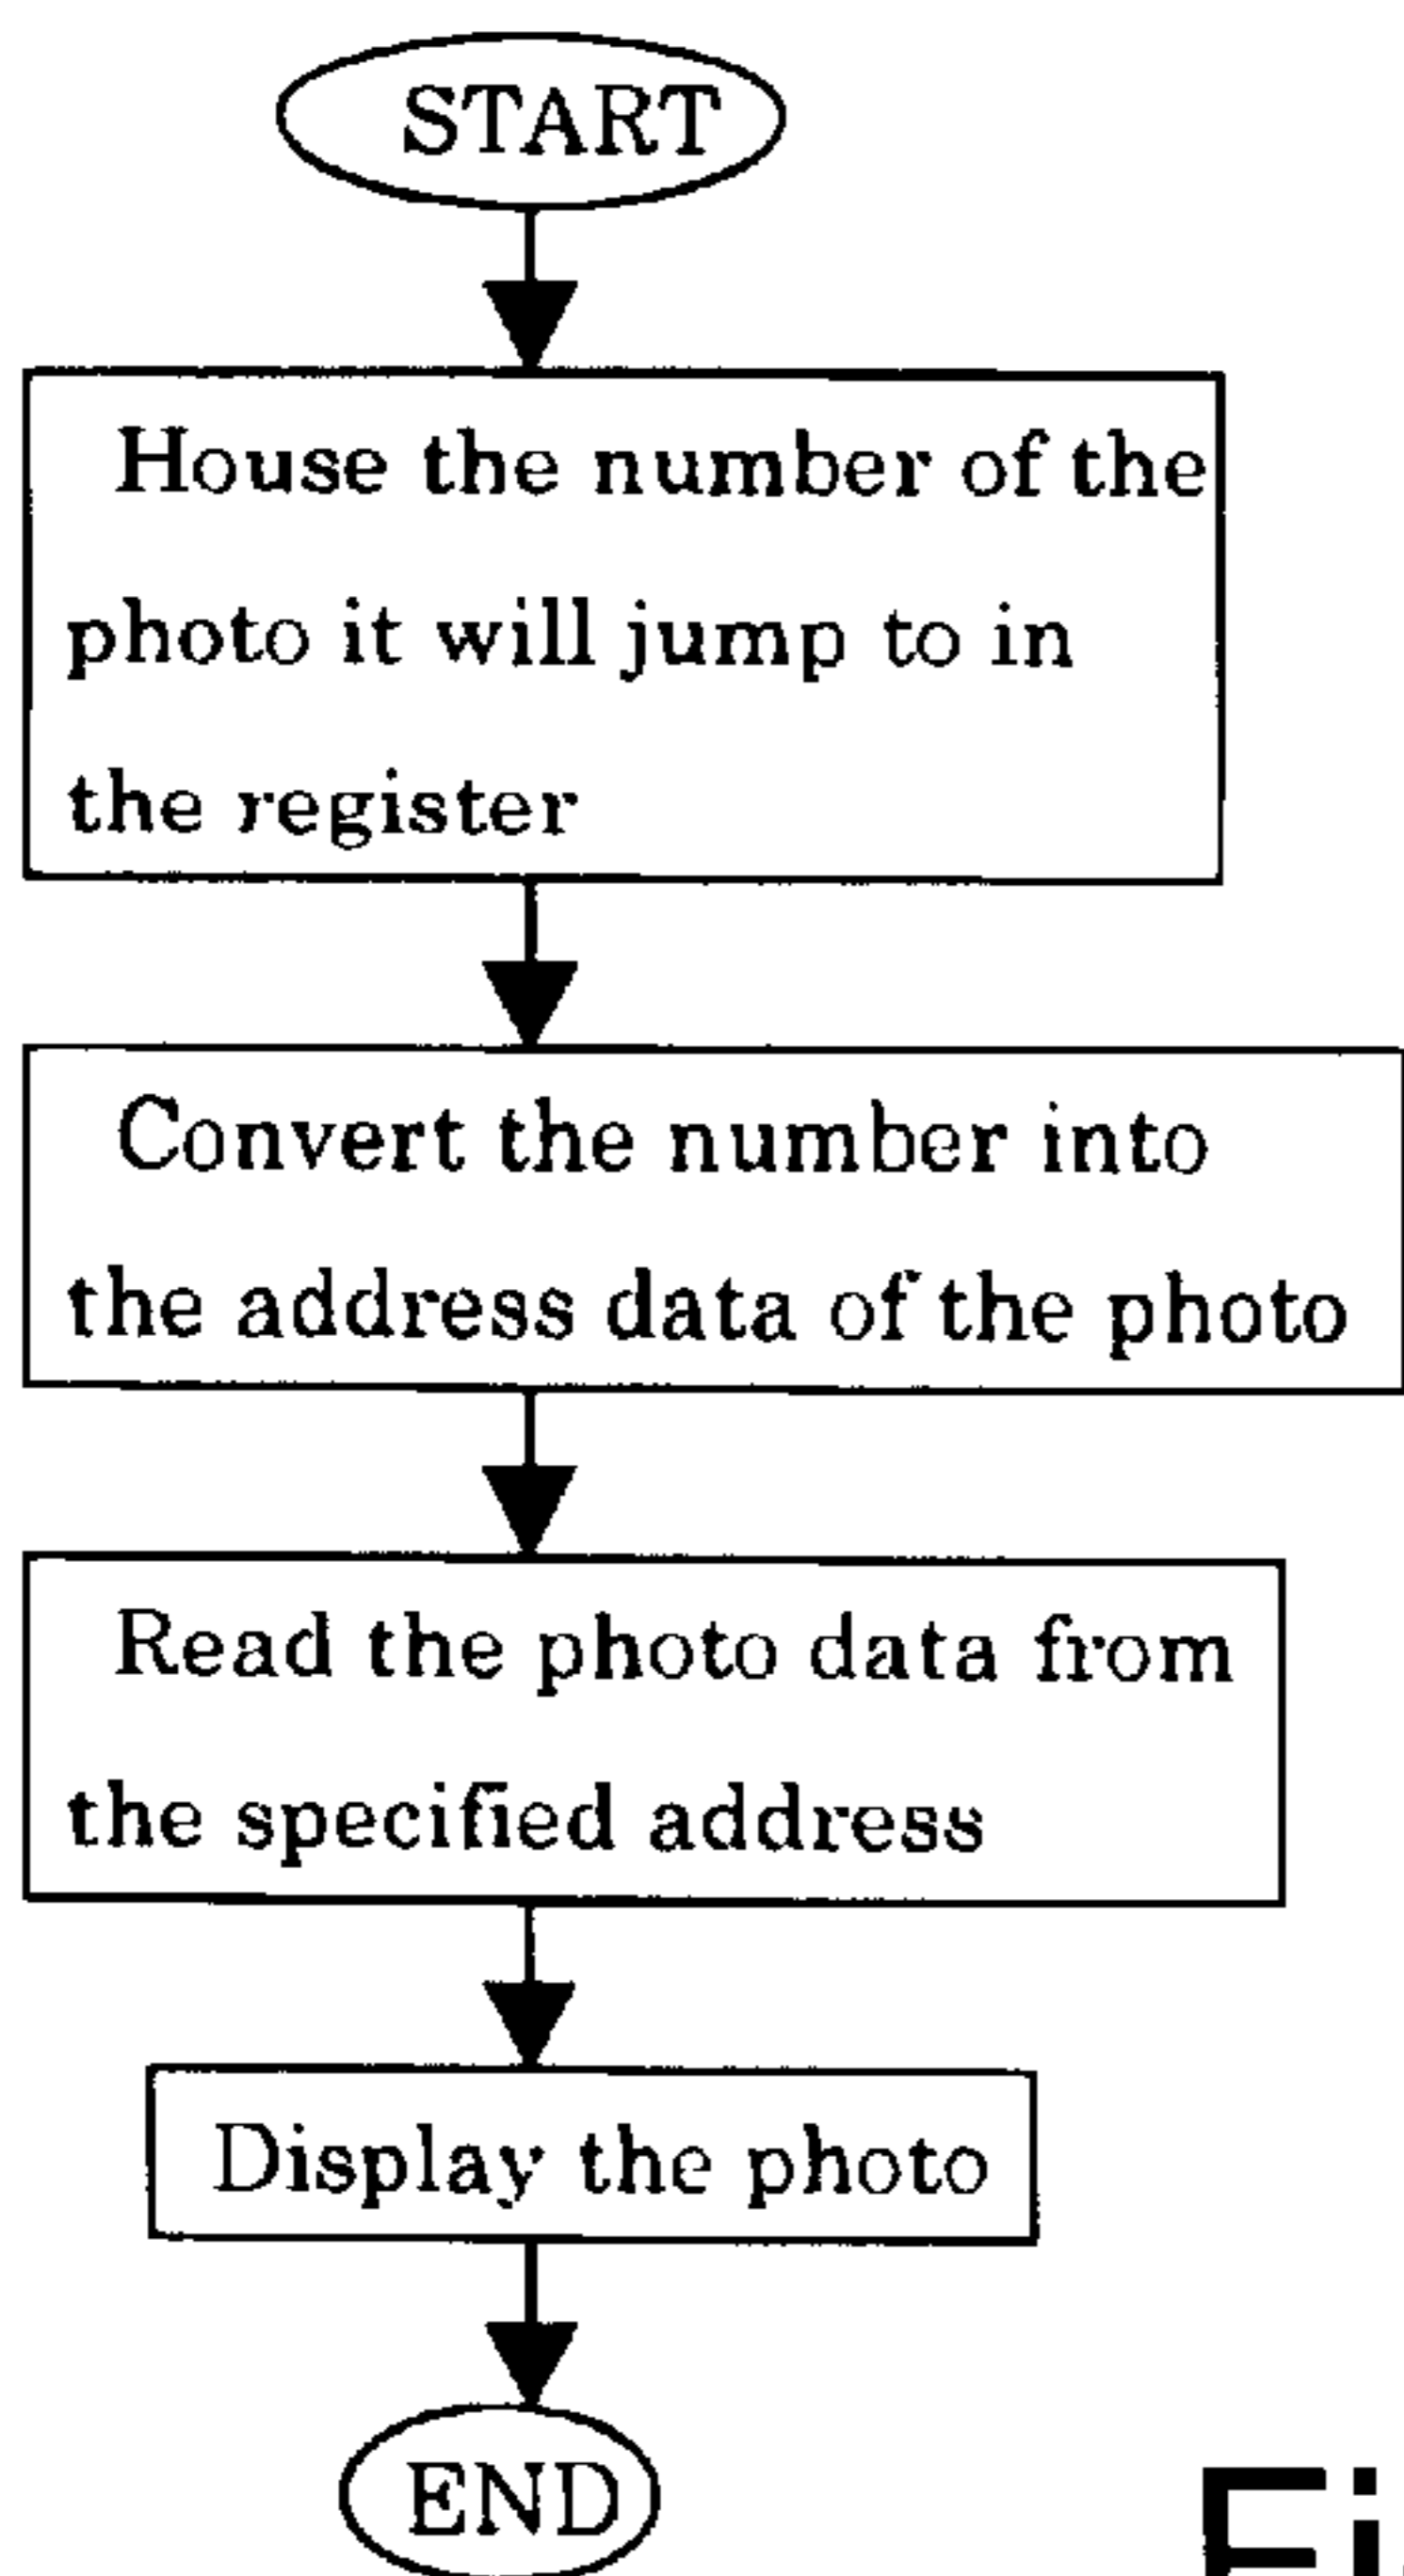 START
House the number of the
photo it will jump to in
the register
Convert the number into
the address data of the photo
Read the photo data from
the specified address
Display the photo
END